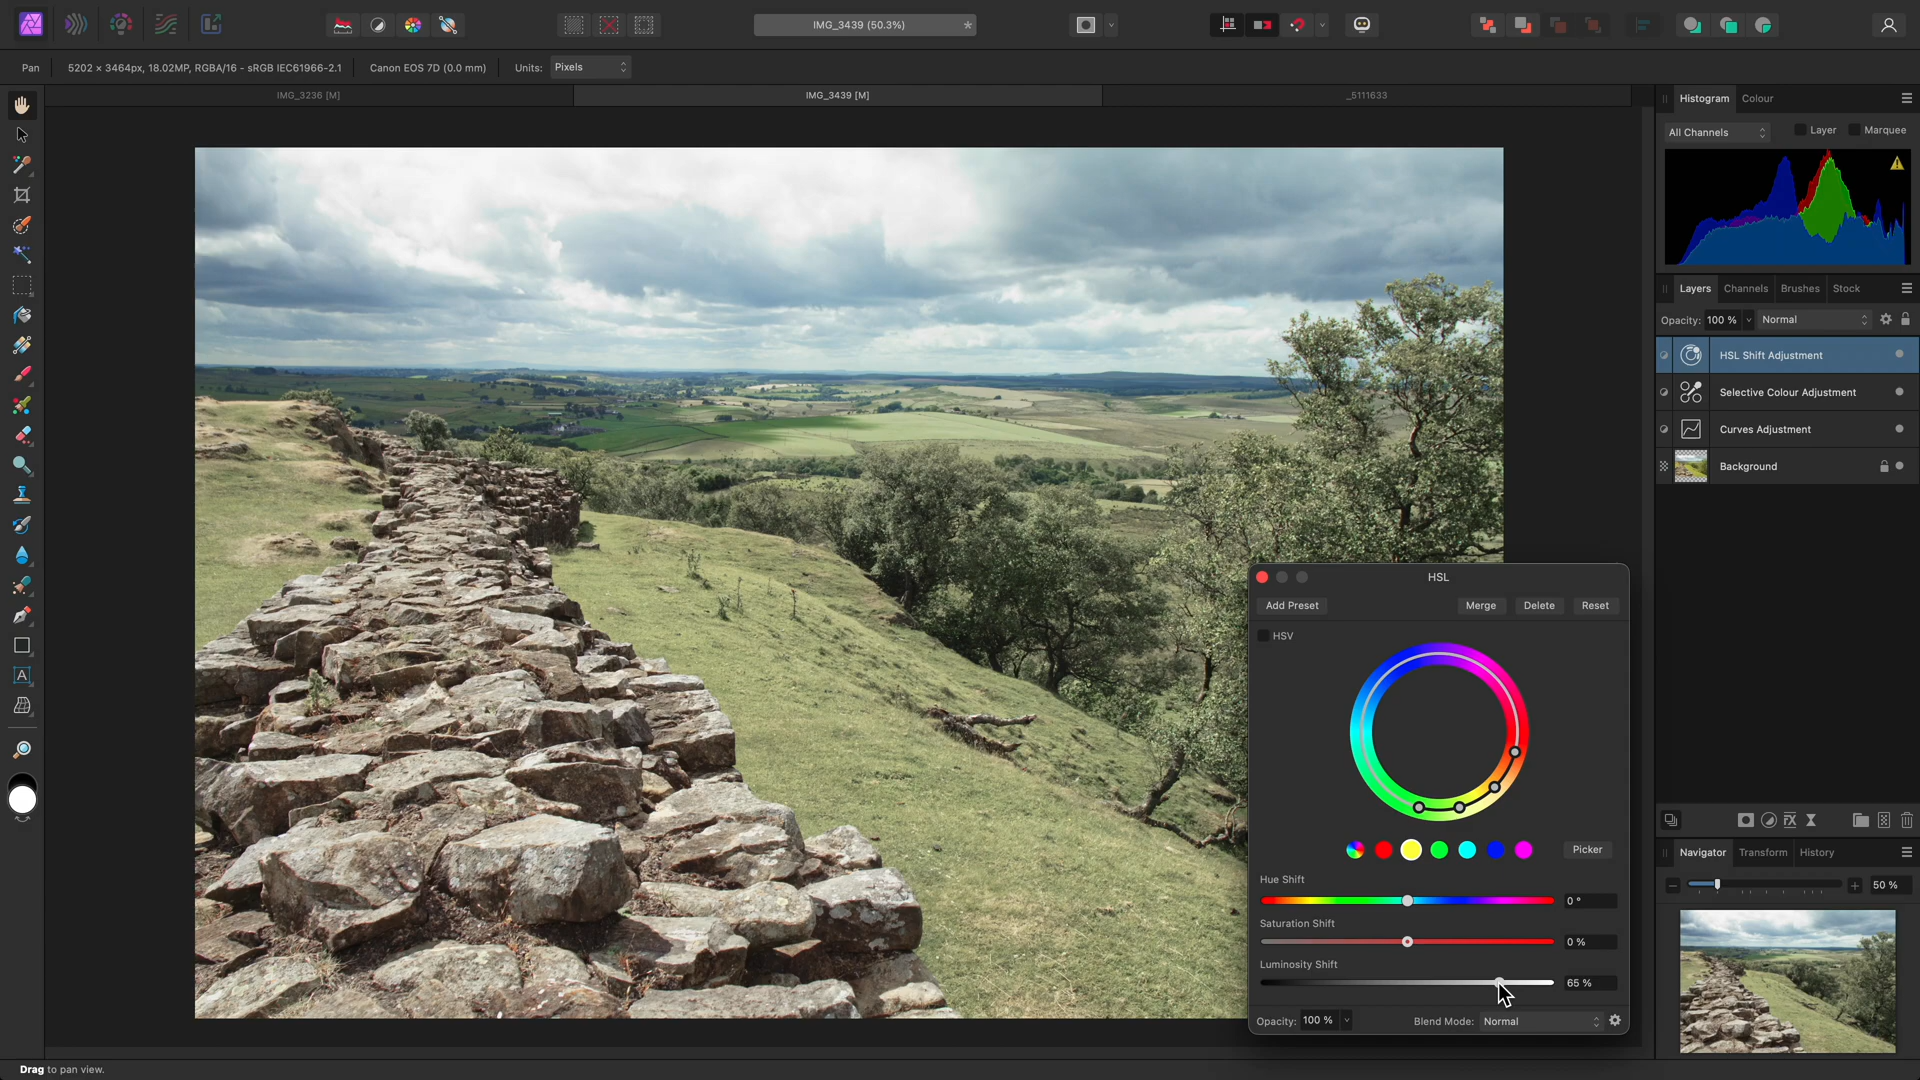 IMG_3439 (50.3%)
*
Pan
5202 × 3464px, 18.02MP, RGBA/16 - sRGB IEC61966-2.1
Canon EOS 7D (0.0 mm)
Units: Pixels
IMG_3236 [M]
IMG_3439 [M]
_5111633
Histogram Colour
All Channels
Layer
Marquee
Layers Channels Brushes Stock
Opacity: 100 % Normal
HSL Shift Adjustment
Selective Colour Adjustment
Curves Adjustment
Background
FX
Navigator Transform History
50 %
HSL
Add Preset
Merge
Delete
Reset
HSV
Picker
Hue Shift
0 °
Saturation Shift
0 %
Luminosity Shift
65 %
Opacity: 100 %
Blend Mode: Normal
A
Drag to pan view.